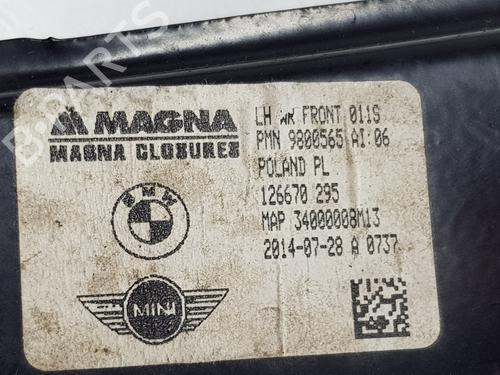 B-PARTS
MAGNA
MAGNA CLOSURES
BMW
MINI
LH WR FRONT 011S
PMN 9800565 AI:06
POLAND PL
126670 295
MAP 34000008M13
2014-07-28 A 0737